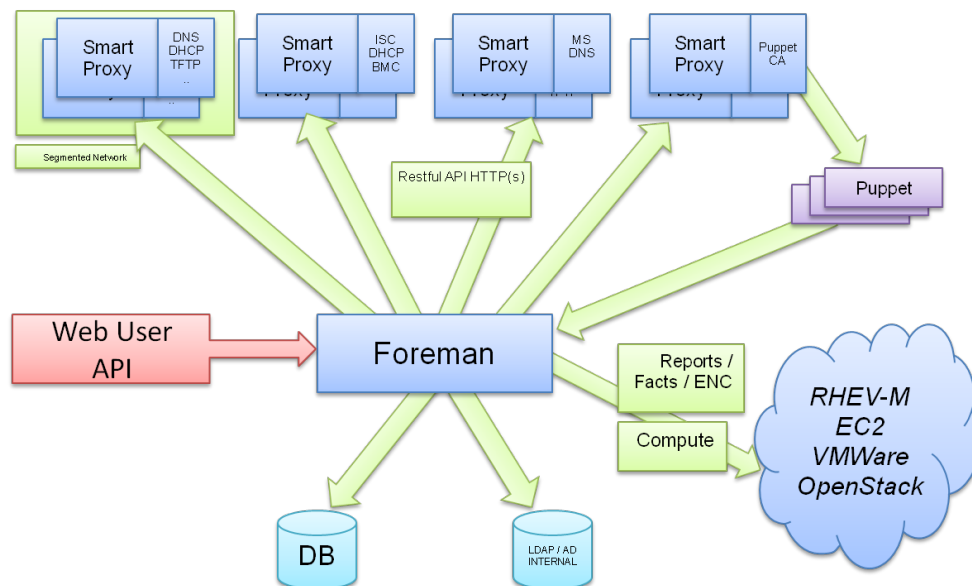 Smart
Proxy
DNS
DHCP
TFTP
..
..
Smart
Proxy
ISC
DHCP
BMC
Proxy
Smart
Proxy
MS
DNS
Smart
Proxy
Puppet
CA
Segmented Network
Restful API HTTP(s)
Puppet
Web User
API
Foreman
Reports /
Facts / ENC
Compute
RHEV-M
EC2
VMWare
OpenStack
DB
LDAP / AD
INTERNAL